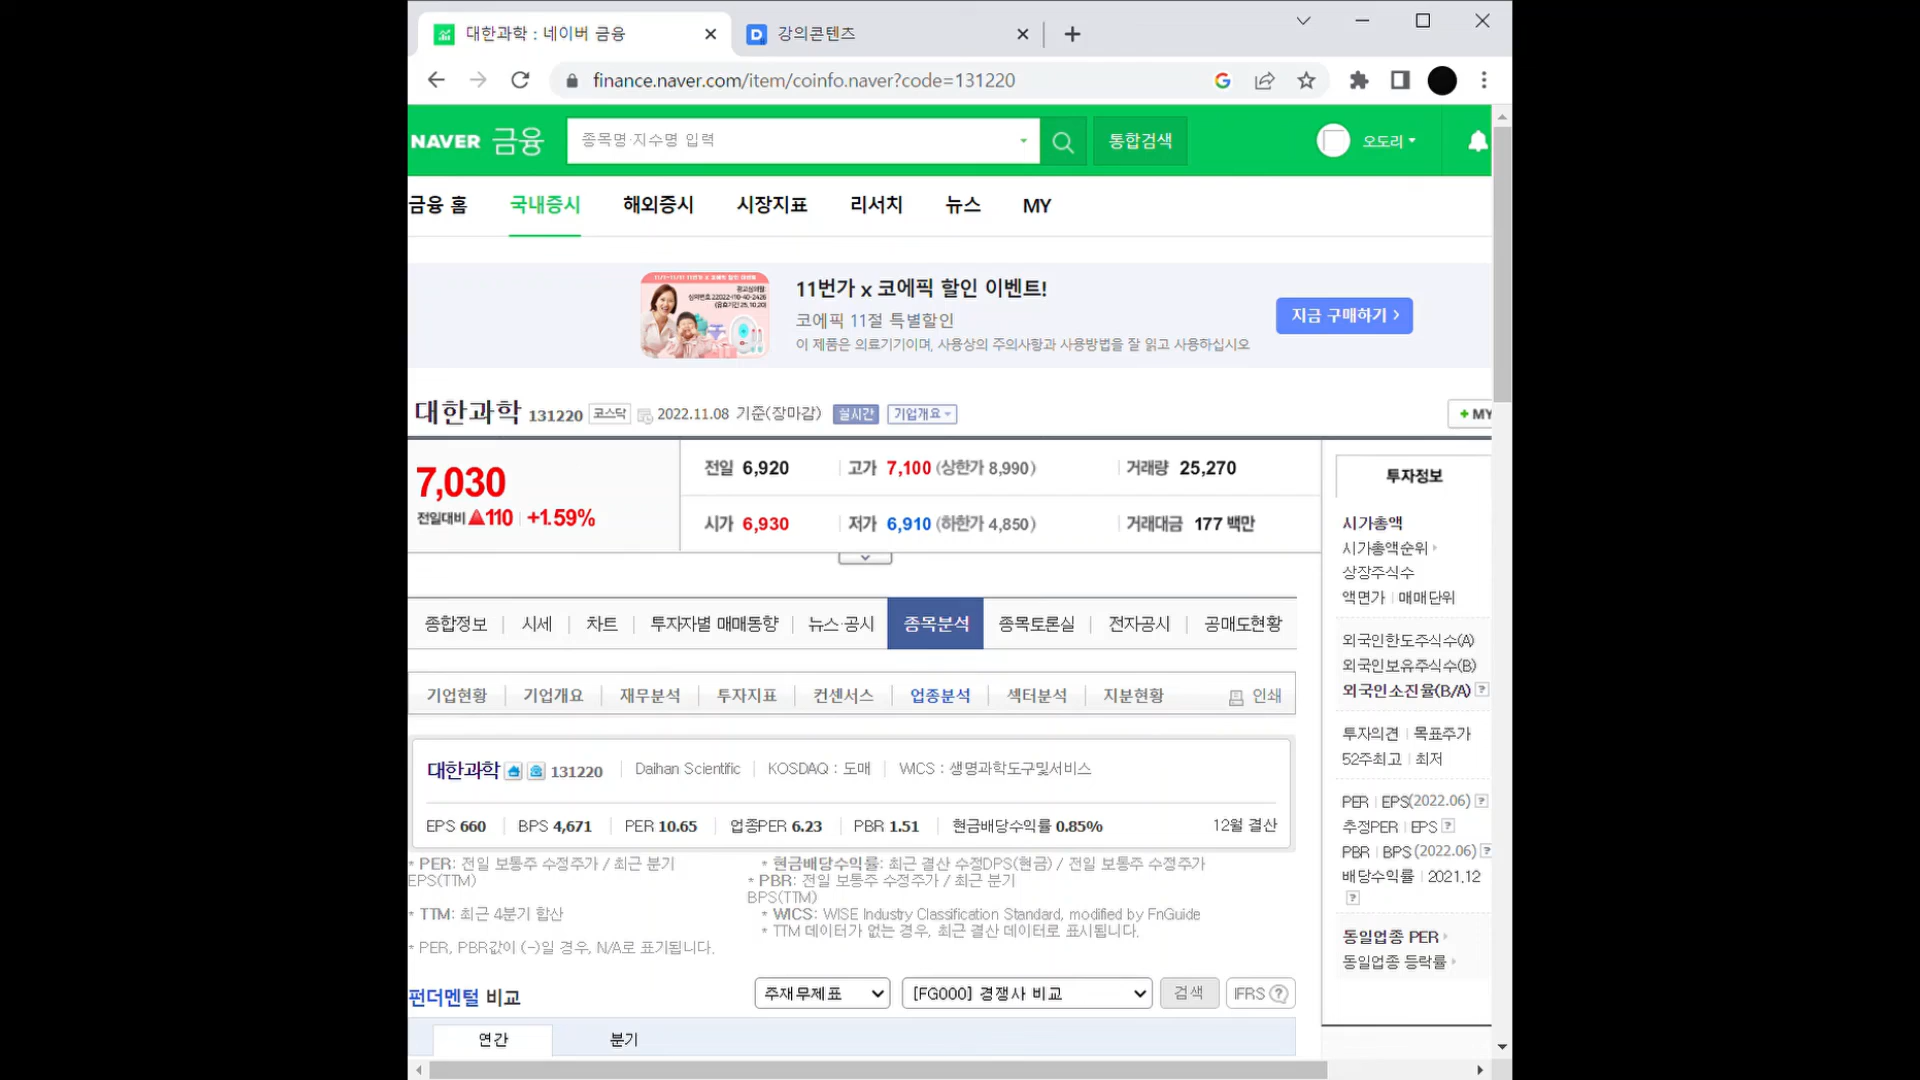 대한과학 : 네이버 금융
강의콘텐츠
finance.naver.com/item/coinfo.naver?code=131220
NAVER 금융
종목명·지수명 입력
통합검색
오도리
금융 홈 국내증시 해외증시 시장지표 리서치 뉴스 MY
11번가 x 코에픽 할인 이벤트!
코에픽 11절 특별할인
이 제품은 의료기기이며, 사용상의 주의사항과 사용방법을 잘 읽고 사용하십시오
지금 구매하기
대한과학 131220 코스닥 2022.11.08 기준(장마감) 실시간 기업개요
+ MY
7,030
전일대비 ▲110 +1.59%
전일 6,920 고가 7,100 (상한가 8,990) 거래량 25,270
시가 6,930 저가 6,910 (하한가 4,850) 거래대금 177 백만
종합정보 시세 차트 투자자별 매매동향 뉴스·공시 종목분석 종목토론실 전자공시 공매도현황
기업현황 기업개요 재무분석 투자지표 컨센서스 업종분석 섹터분석 지분현황 인쇄
대한과학 131220 Daihan Scientific KOSDAQ : 도매 WICS : 생명과학도구및서비스
EPS 660 BPS 4,671 PER 10.65 업종PER 6.23 PBR 1.51 현금배당수익률 0.85% 12월 결산
* PER: 전일 보통주 수정주가 / 최근 분기
EPS(TTM)
* TTM: 최근 4분기 합산
* PER, PBR값이 (-)일 경우, N/A로 표기됩니다.
* 현금배당수익률: 최근 결산 수정DPS(현금) / 전일 보통주 수정주가
* PBR: 전일 보통주 수정주가 / 최근 분기
BPS(TTM)
* WICS: WISE Industry Classification Standard, modified by FnGuide
* TTM 데이터가 없는 경우, 최근 결산 데이터로 표시됩니다.
펀더멘털 비교
주재무제표 [FG000] 경쟁사 비교 검색 IFRS ?
연간 분기
투자정보
시가총액
시가총액순위
상장주식수
액면가 매매단위
외국인한도주식수(A)
외국인보유주식수(B)
외국인소진율(B/A) ?
투자의견 목표주가
52주최고 최저
PER EPS(2022.06) ?
추정PER EPS ?
PBR BPS (2022.06) ?
배당수익률 2021.12
?
동일업종 PER
동일업종 등락률